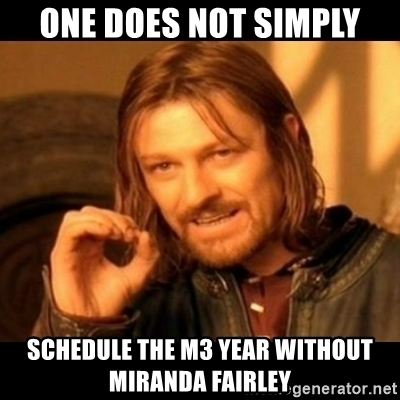 ONE DOES NOT SIMPLY
SCHEDULE THE M3 YEAR WITHOUT
MIRANDA FAIRLEY
generator.net